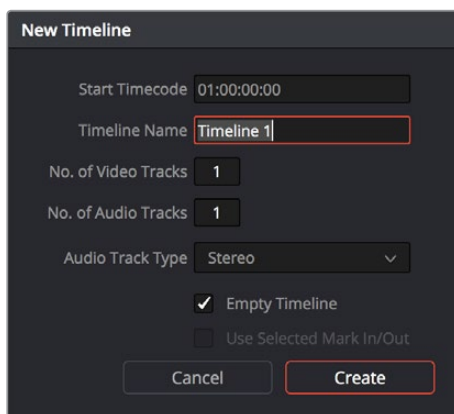 New Timeline
Start Timecode 01:00:00:00
Timeline Name Timeline 1
No. of Video Tracks 1
No. of Audio Tracks 1
Audio Track Type Stereo
Empty Timeline
Use Selected Mark In/Out
Cancel Create